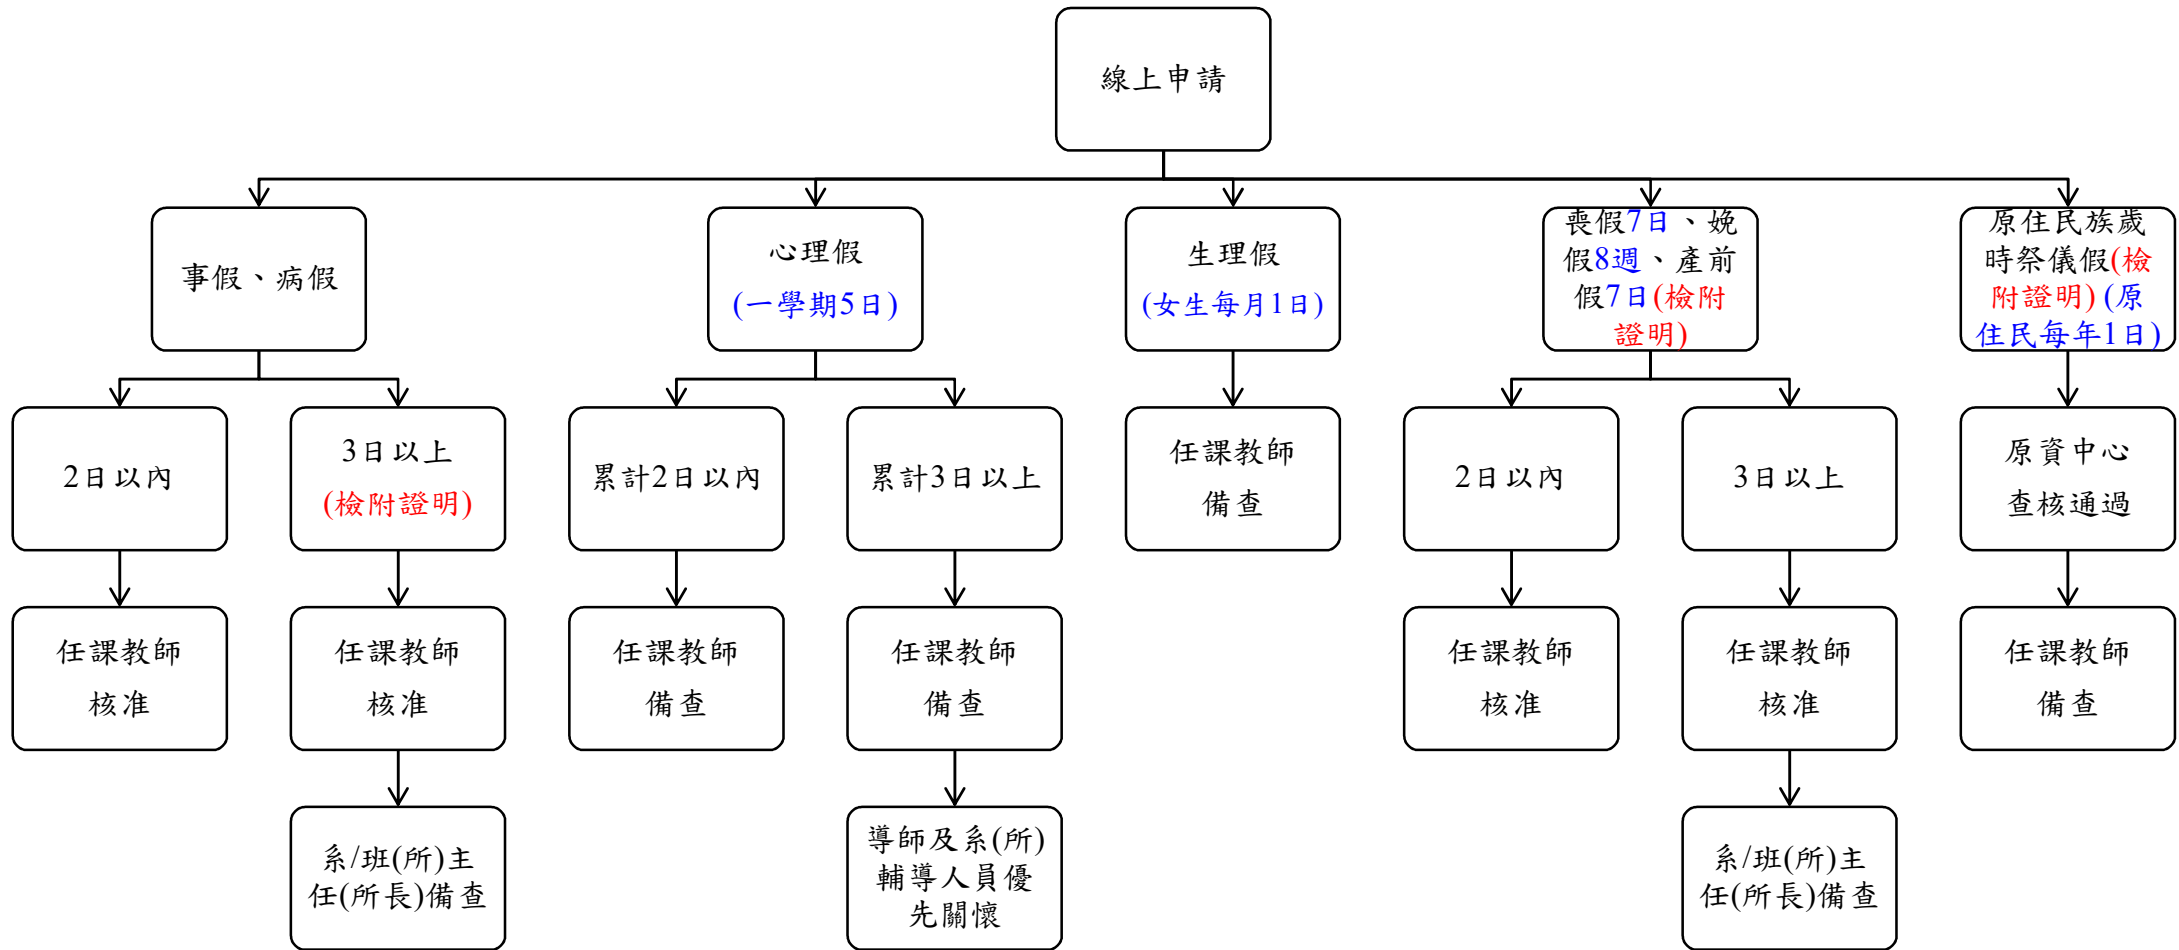 線上申請
事假、病假
心理假
(一學期5日)
生理假
(女生每月1日)
喪假7日、娩
假8週、產前
假7日(檢附
證明)
原住民族歲
時祭儀假(檢
附證明) (原
住民每年1日)
2日以內
3日以上
(檢附證明)
累計2日以內
累計3日以上
任課教師
備查
2日以內
3日以上
原資中心
查核通過
任課教師
核准
任課教師
核准
任課教師
備查
任課教師
備查
任課教師
核准
任課教師
核准
任課教師
備查
系/班(所)主
任(所長)備查
導師及系(所)
輔導人員優
先關懷
系/班(所)主
任(所長)備查